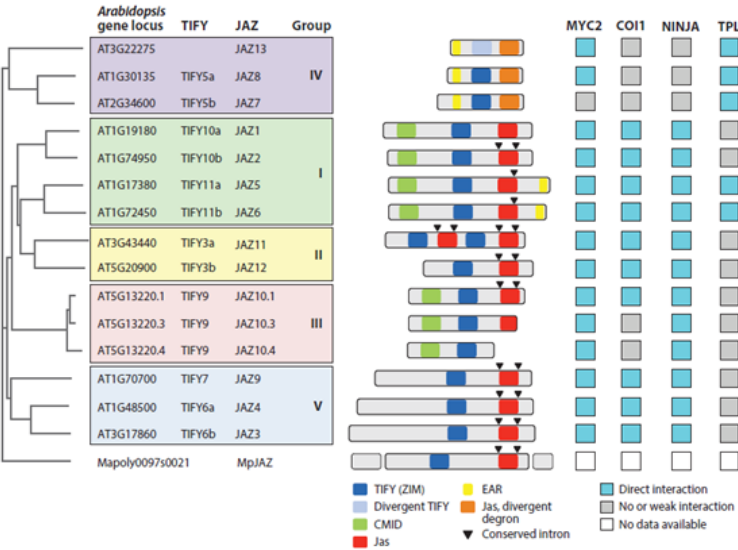 Arabidopsis
gene locus TIFY JAZ Group MYC2 COI1 NINJA TPL
AT3G22275 JAZ13
AT1G30135 TIFY5a JAZ8 IV
AT2G34600 TIFY5b JAZ7
AT1G19180 TIFY10a JAZ1
AT1G74950 TIFY10b JAZ2
I
AT1G17380 TIFY11a JAZ5
AT1G72450 TIFY11b JAZ6
AT3G43440 TIFY3a JAZ11
II
AT5G20900 TIFY3b JAZ12
AT5G13220.1 TIFY9 JAZ10.1
AT5G13220.3 TIFY9 JAZ10.3 III
AT5G13220.4 TIFY9 JAZ10.4
AT1G70700 TIFY7 JAZ9
AT1G48500 TIFY6a JAZ4 V
AT3G17860 TIFY6b JAZ3
Mapoly0097s0021 MpJAZ
TIFY (ZIM)
Divergent TIFY
CMID
Jas
EAR
Jas, divergent
degron
Conserved intron
Direct interaction
No or weak interaction
No data available